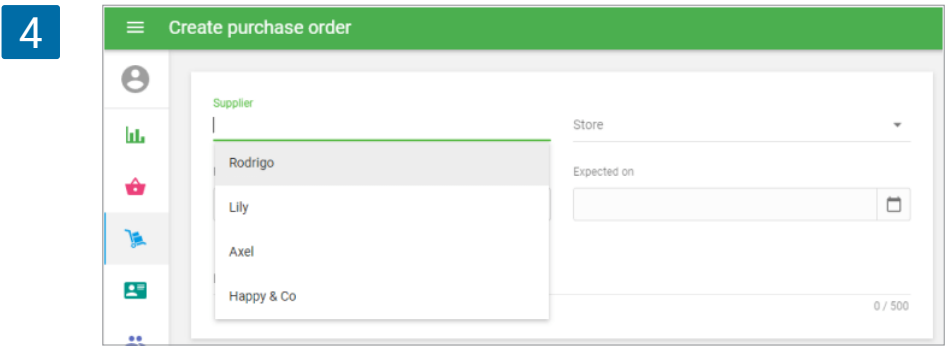 4
Create purchase order
Supplier
Store
Rodrigo
Expected on
Lily
Axel
Happy & Co
0 / 500